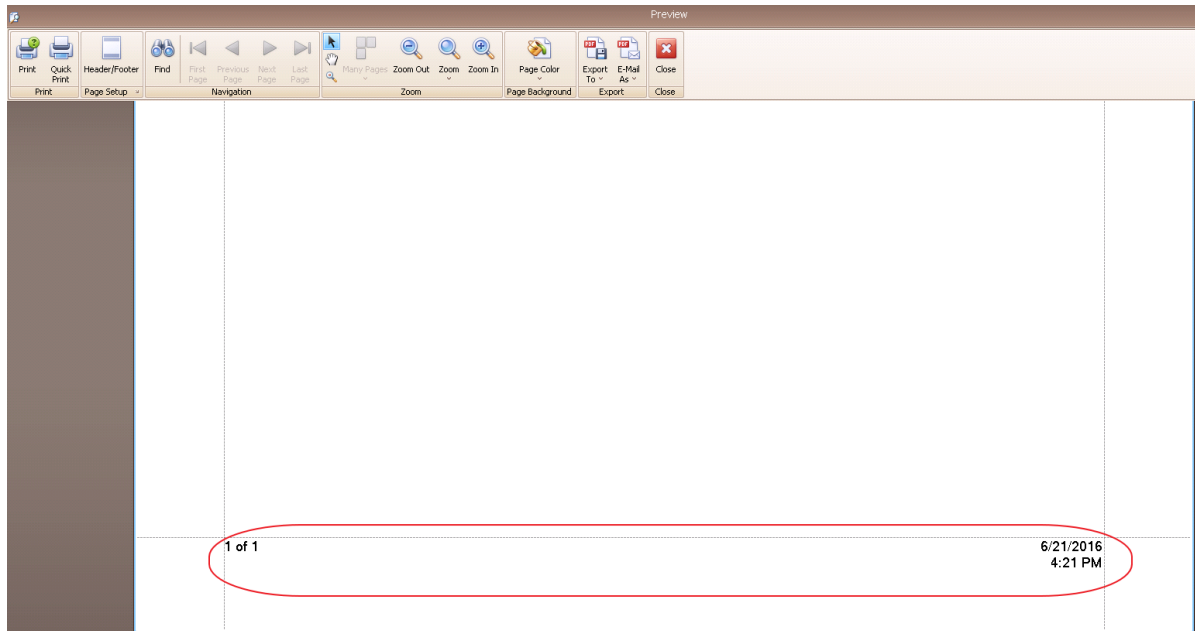 Preview
Print Quick Print Header/Footer Find First Page Previous Page Next Page Last Page Many Pages Zoom Out Zoom Zoom In Page Color Export To E-Mail As Close
Print Page Setup Navigation Zoom Page Background Export Close
1 of 1 6/21/2016
4:21 PM